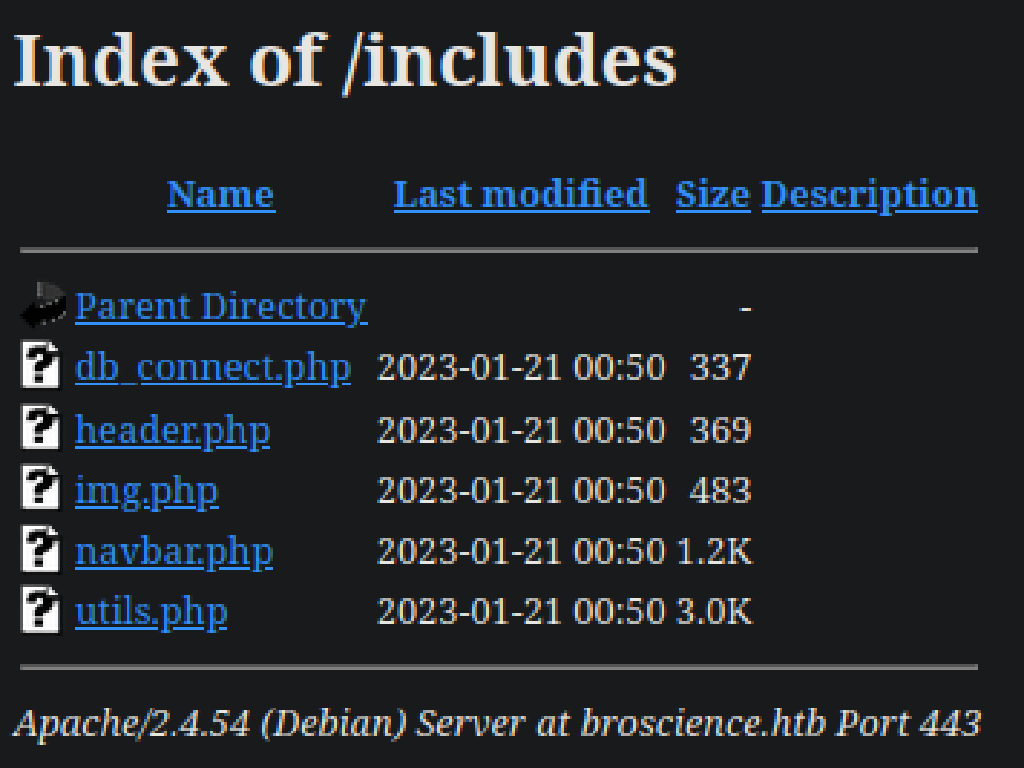 Index of /includes
Name Last modified Size Description
Parent Directory -
db_connect.php 2023-01-21 00:50 337
header.php 2023-01-21 00:50 369
img.php 2023-01-21 00:50 483
navbar.php 2023-01-21 00:50 1.2K
utils.php 2023-01-21 00:50 3.0K
Apache/2.4.54 (Debian) Server at broscience.htb Port 443